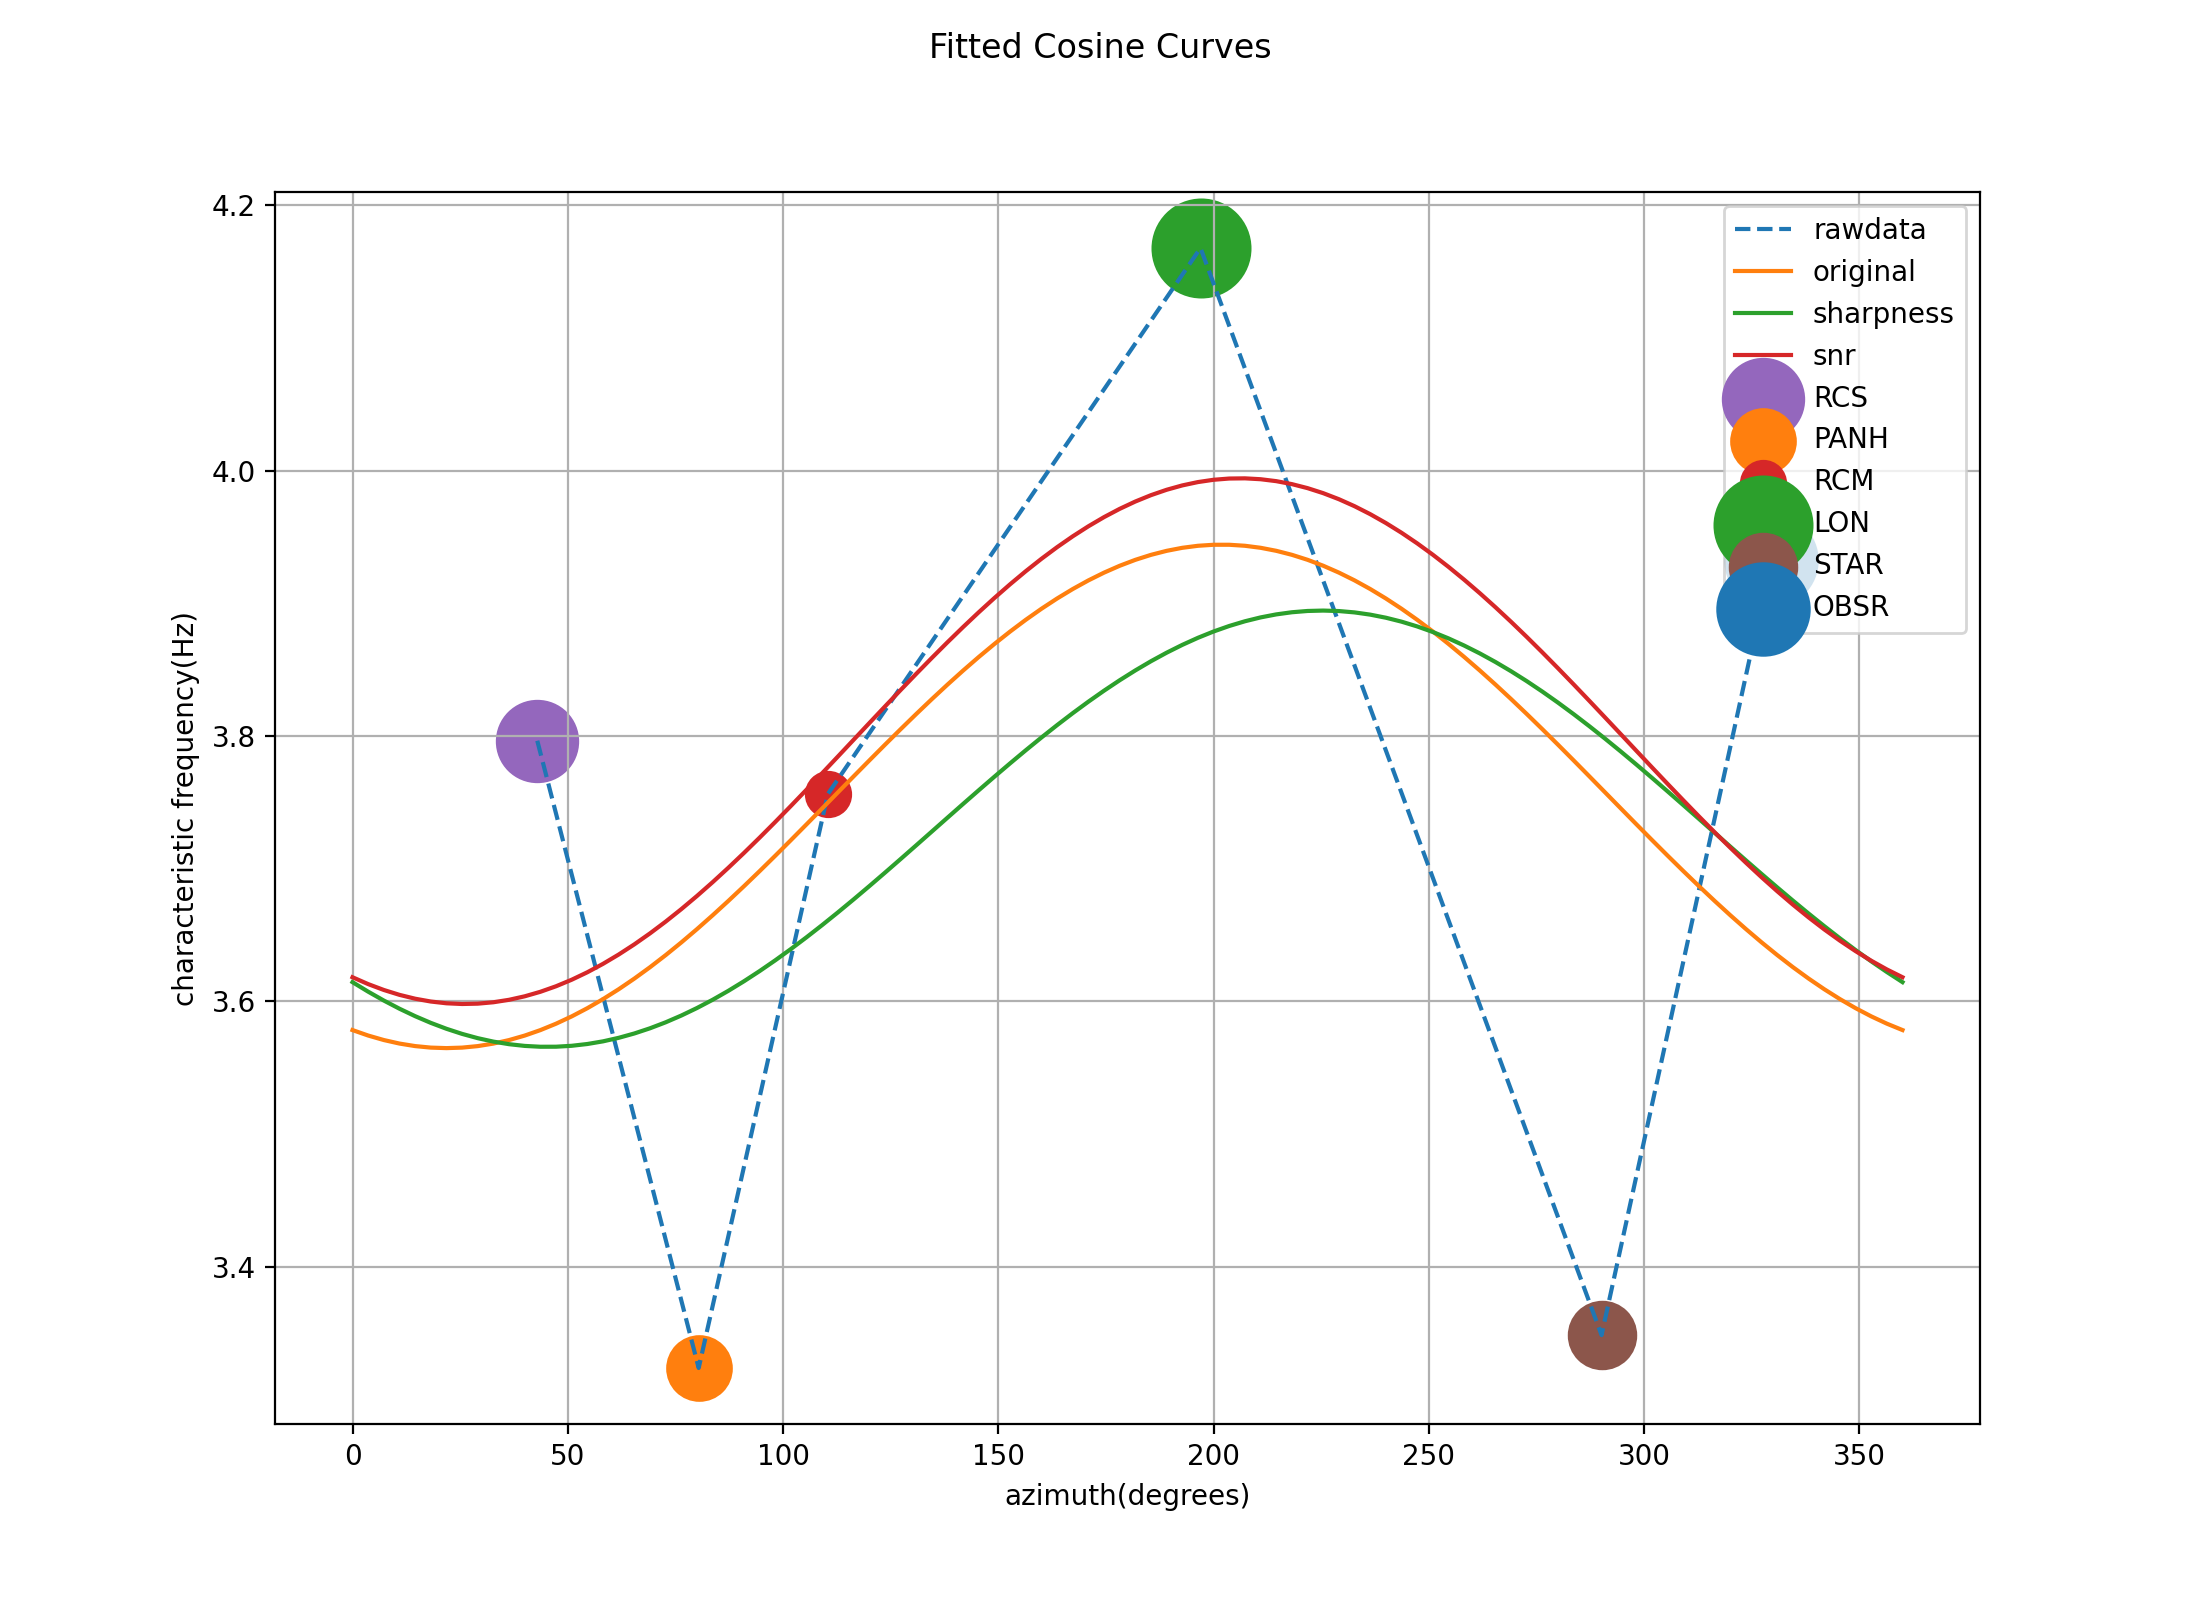 Fitted Cosine Curves
4.2
4.0
3.8
3.6
3.4
characteristic frequency(Hz)
rawdata
original
sharpness
snr
RCS
PANH
RCM
LON
STAR
OBSR
0 50 100 150 200 250 300 350
azimuth(degrees)